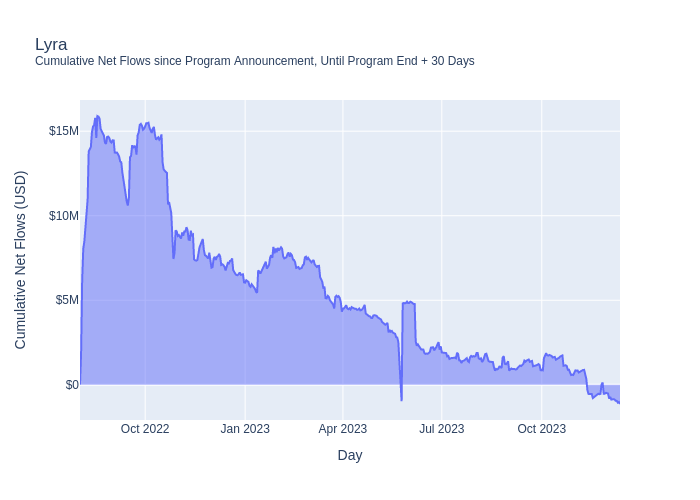 Lyra
Cumulative Net Flows since Program Announcement, Until Program End + 30 Days
Cumulative Net Flows (USD)
$15M
$10M
$5M
$0
Oct 2022
Jan 2023
Apr 2023
Jul 2023
Oct 2023
Day